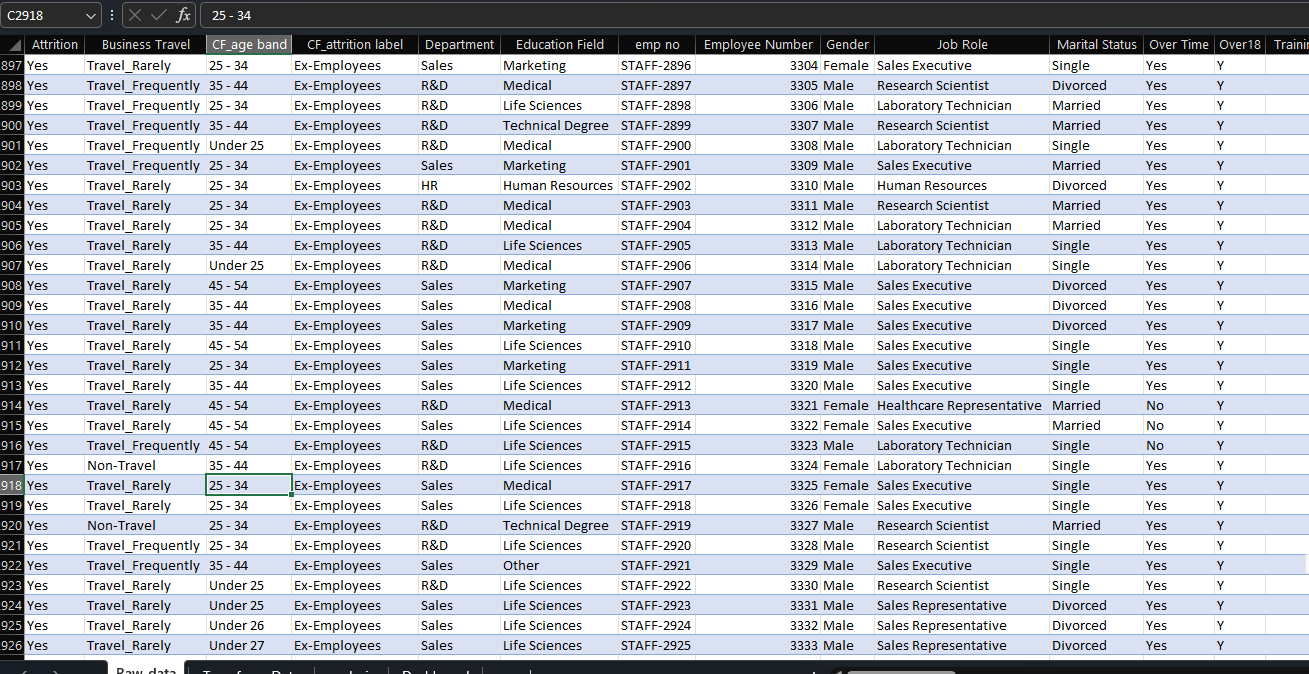 C2918 25 - 34
Attrition Business Travel CF_age band CF_attrition label Department Education Field emp no Employee Number Gender Job Role Marital Status Over Time Over18 Trainin
897 Yes Travel_Rarely 25 - 34 Ex-Employees Sales Marketing STAFF-2896 3304 Female Sales Executive Single Yes Y
898 Yes Travel_Frequently 35 - 44 Ex-Employees R&D Medical STAFF-2897 3305 Male Research Scientist Divorced Yes Y
899 Yes Travel_Frequently 25 - 34 Ex-Employees R&D Life Sciences STAFF-2898 3306 Male Laboratory Technician Married Yes Y
900 Yes Travel_Frequently 35 - 44 Ex-Employees R&D Technical Degree STAFF-2899 3307 Male Research Scientist Married Yes Y
901 Yes Travel_Frequently Under 25 Ex-Employees R&D Medical STAFF-2900 3308 Male Laboratory Technician Single Yes Y
902 Yes Travel_Frequently 25 - 34 Ex-Employees Sales Marketing STAFF-2901 3309 Male Sales Executive Married Yes Y
903 Yes Travel_Rarely 25 - 34 Ex-Employees HR Human Resources STAFF-2902 3310 Male Human Resources Divorced Yes Y
904 Yes Travel_Rarely 25 - 34 Ex-Employees R&D Medical STAFF-2903 3311 Male Research Scientist Married Yes Y
905 Yes Travel_Rarely 25 - 34 Ex-Employees R&D Medical STAFF-2904 3312 Male Laboratory Technician Married Yes Y
906 Yes Travel_Rarely 35 - 44 Ex-Employees R&D Life Sciences STAFF-2905 3313 Male Laboratory Technician Single Yes Y
907 Yes Travel_Rarely Under 25 Ex-Employees R&D Medical STAFF-2906 3314 Male Laboratory Technician Single Yes Y
908 Yes Travel_Rarely 45 - 54 Ex-Employees Sales Marketing STAFF-2907 3315 Male Sales Executive Divorced Yes Y
909 Yes Travel_Rarely 35 - 44 Ex-Employees Sales Medical STAFF-2908 3316 Male Sales Executive Divorced Yes Y
910 Yes Travel_Rarely 35 - 44 Ex-Employees Sales Marketing STAFF-2909 3317 Male Sales Executive Divorced Yes Y
911 Yes Travel_Rarely 45 - 54 Ex-Employees Sales Life Sciences STAFF-2910 3318 Male Sales Executive Single Yes Y
912 Yes Travel_Rarely 25 - 34 Ex-Employees Sales Marketing STAFF-2911 3319 Male Sales Executive Single Yes Y
913 Yes Travel_Rarely 35 - 44 Ex-Employees Sales Life Sciences STAFF-2912 3320 Male Sales Executive Single Yes Y
914 Yes Travel_Rarely 45 - 54 Ex-Employees R&D Medical STAFF-2913 3321 Female Healthcare Representative Married No Y
915 Yes Travel_Rarely 45 - 54 Ex-Employees Sales Life Sciences STAFF-2914 3322 Female Sales Executive Married No Y
916 Yes Travel_Frequently 45 - 54 Ex-Employees R&D Life Sciences STAFF-2915 3323 Male Laboratory Technician Single No Y
917 Yes Non-Travel 35 - 44 Ex-Employees R&D Life Sciences STAFF-2916 3324 Female Laboratory Technician Single Yes Y
918 Yes Travel_Rarely 25 - 34 Ex-Employees Sales Medical STAFF-2917 3325 Female Sales Executive Single Yes Y
919 Yes Travel_Rarely 25 - 34 Ex-Employees Sales Life Sciences STAFF-2918 3326 Female Sales Executive Single Yes Y
920 Yes Non-Travel 25 - 34 Ex-Employees R&D Technical Degree STAFF-2919 3327 Male Research Scientist Married Yes Y
921 Yes Travel_Frequently 25 - 34 Ex-Employees R&D Life Sciences STAFF-2920 3328 Male Research Scientist Single Yes Y
922 Yes Travel_Frequently 35 - 44 Ex-Employees Sales Other STAFF-2921 3329 Male Sales Executive Single Yes Y
923 Yes Travel_Rarely Under 25 Ex-Employees R&D Life Sciences STAFF-2922 3330 Male Research Scientist Single Yes Y
924 Yes Travel_Rarely Under 25 Ex-Employees Sales Life Sciences STAFF-2923 3331 Male Sales Representative Divorced Yes Y
925 Yes Travel_Rarely Under 26 Ex-Employees Sales Life Sciences STAFF-2924 3332 Male Sales Representative Divorced Yes Y
926 Yes Travel_Rarely Under 27 Ex-Employees Sales Life Sciences STAFF-2925 3333 Male Sales Representative Divorced Yes Y
Raw data